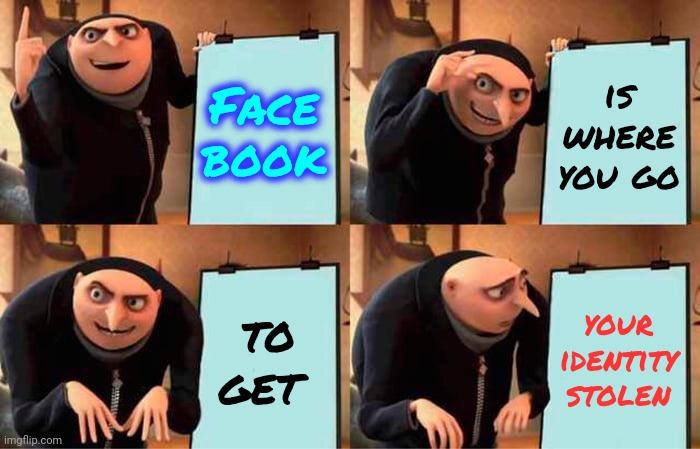 FACE
BOOK
IS
WHERE
YOU GO
TO
GET
YOUR
IDENTITY
STOLEN
imgflip.com